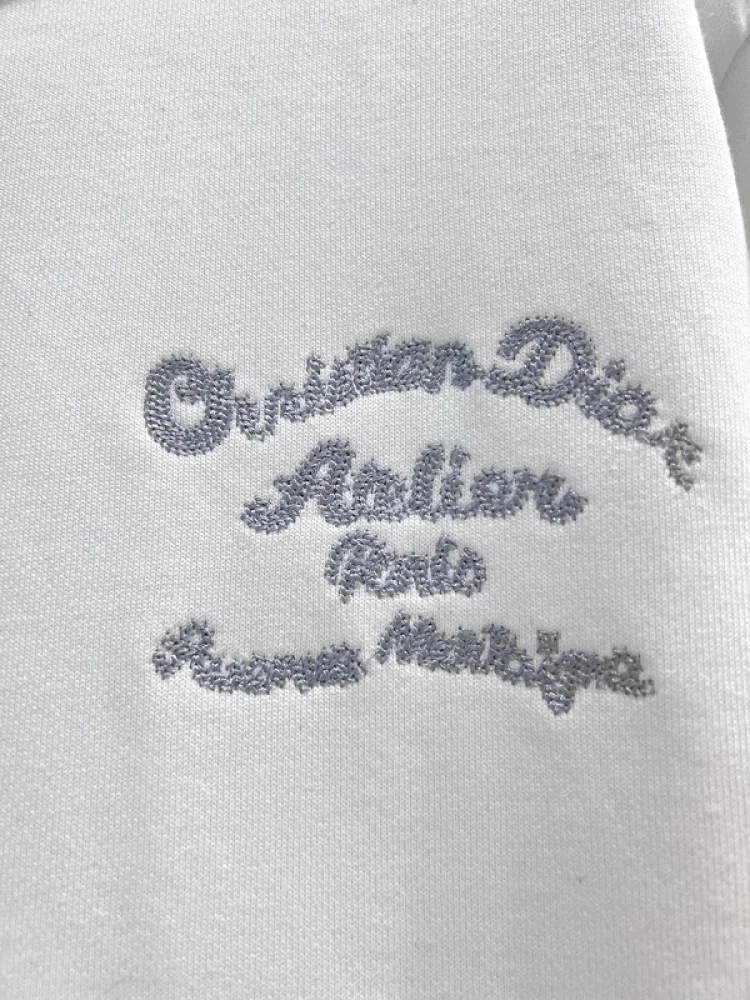 Christian Dior
Atelier
Paris
Avenue Montaigne